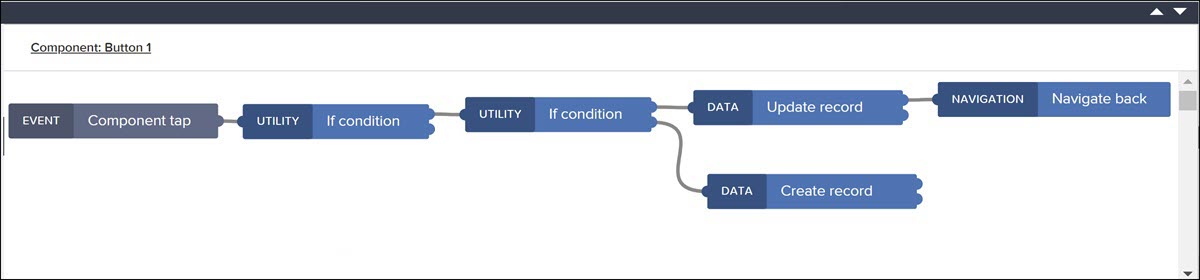 Component: Button 1
EVENT Component tap
UTILITY If condition
UTILITY If condition
DATA Update record
NAVIGATION Navigate back
DATA Create record